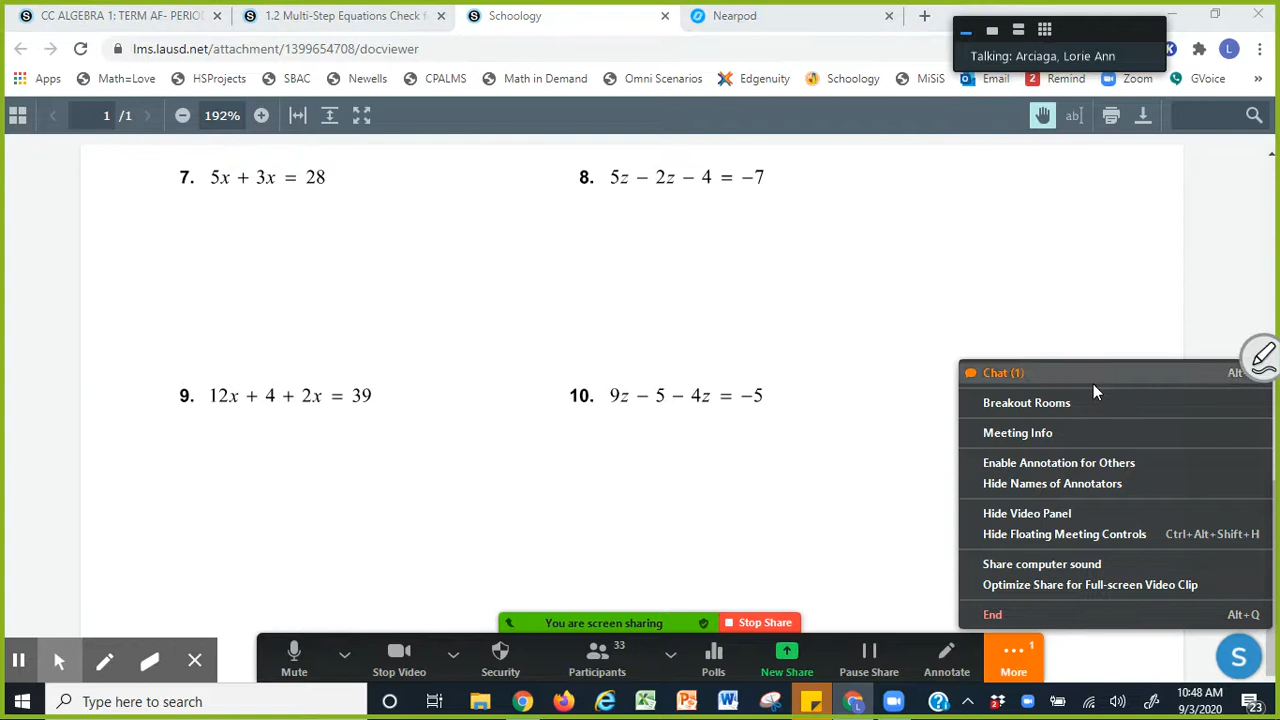 CC ALGEBRA 1: TERM AF- PERIO
1.2 Multi-Step Equations Check f
Schoology
Nearpod
lms.lausd.net/attachment/1399654708/docviewer
Talking: Arciaga, Lorie Ann
K
L
Apps
Math=Love
HSProjects
SBAC
Newells
CPALMS
Math in Demand
Omni Scenarios
Edgenuity
Schoology
MiSiS
Email
2 Remind
Zoom
GVoice
1 /1
192%
ab
7. 5x + 3x = 28
8. 5z − 2z − 4 = −7
9. 12x + 4 + 2x = 39
10. 9z − 5 − 4z = −5
Chat (1) Alt
Breakout Rooms
Meeting Info
Enable Annotation for Others
Hide Names of Annotators
Hide Video Panel
Hide Floating Meeting Controls Ctrl+Alt+Shift+H
Share computer sound
Optimize Share for Full-screen Video Clip
End Alt+Q
You are screen sharing
Stop Share
Mute
Stop Video
Security
33
Participants
Polls
New Share
Pause Share
Annotate
1
More
S
Type here to search
10:48 AM
9/3/2020
23